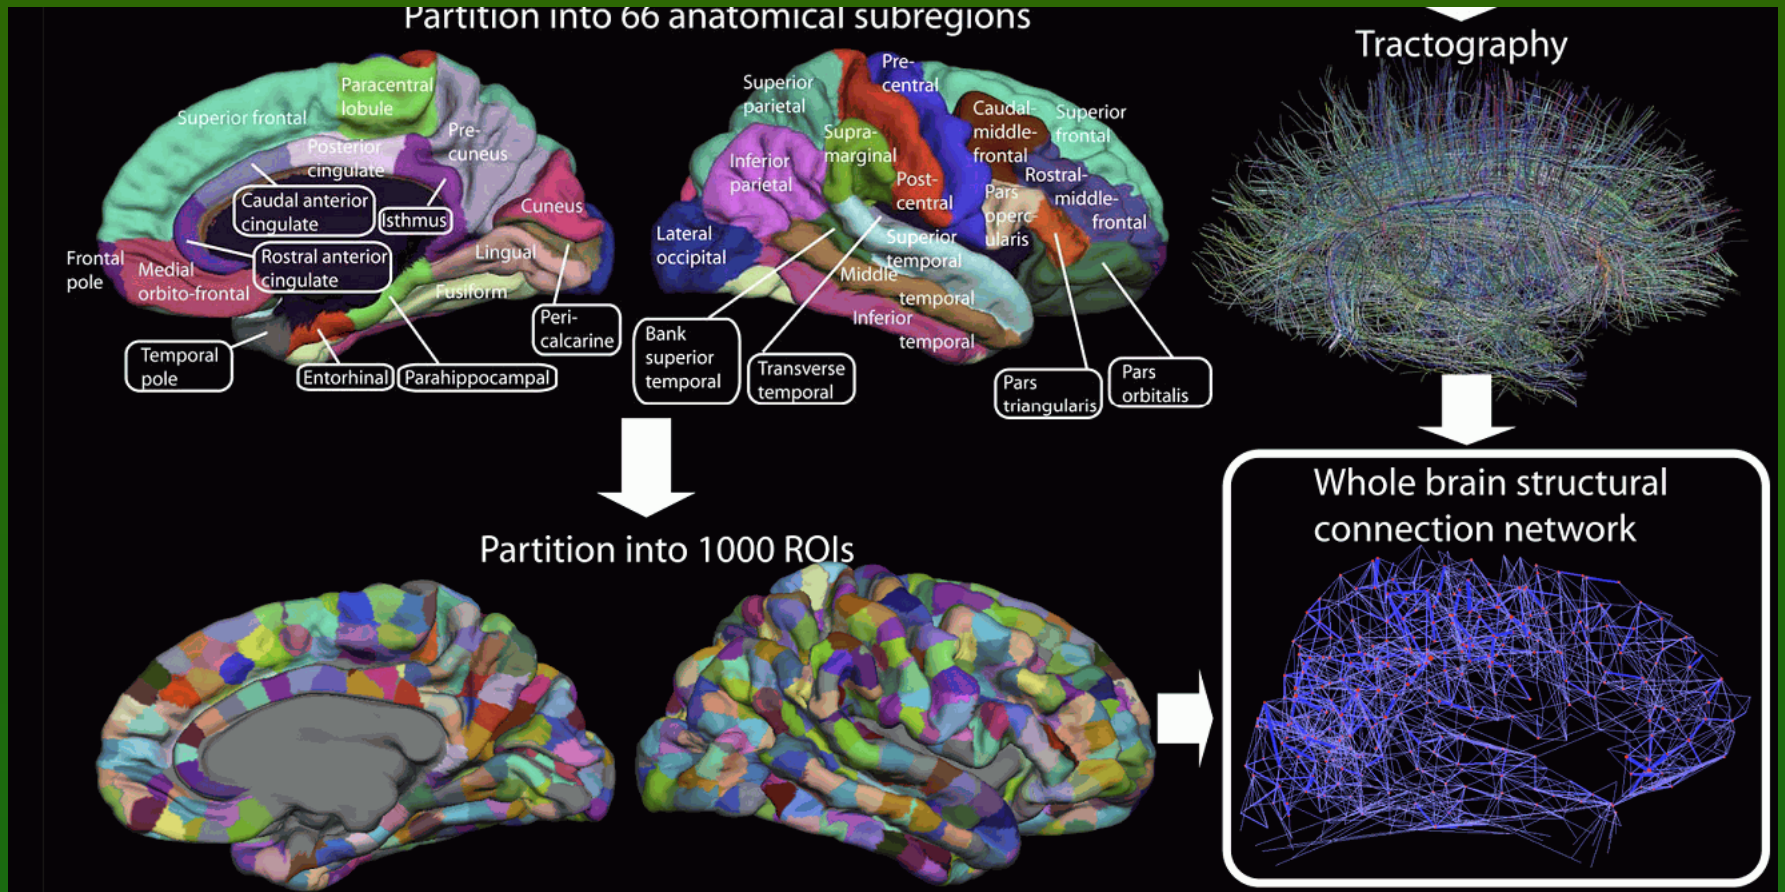 Partition into 66 anatomical subregions
Tractography
Paracentral
lobule
Superior frontal
Pre-
cuneus
Posterior
cingulate
Caudal anterior
cingulate
Isthmus
Cuneus
Rostral anterior
cingulate
Frontal
pole
Medial
orbito-frontal
Lingual
Fusiform
Peri-
calcarine
Temporal
pole
Entorhinal
Parahippocampal
Superior
parietal
Pre-
central
Caudal-
middle-
frontal
Superior
frontal
Supra-
marginal
Inferior
parietal
Post-
central
Pars
operc-
ularis
Rostral-
middle-
frontal
Lateral
occipital
Superior
temporal
Middle
temporal
Inferior
temporal
Bank
superior
temporal
Transverse
temporal
Pars
triangularis
Pars
orbitalis
Partition into 1000 ROIs
Whole brain structural
connection network